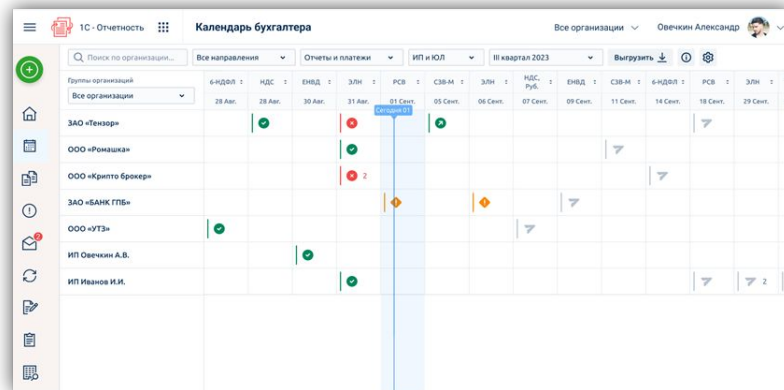 1С - Отчетность
Календарь бухгалтера
Все организации
Овечкин Александр
Поиск по организации...
Все направления
Отчеты и платежи
ИП и ЮЛ
III квартал 2023
Выгрузить
Группы организаций
Все организации
6-НДФЛ НДС ЕНВД ЭЛН РСВ СЗВ-М ЭЛН НДС, Руб. ЕНВД СЗВ-М 6-НДФЛ РСВ ЭЛН
28 Авг. 28 Авг. 30 Авг. 31 Авг. 01 Сент. 05 Сент. 06 Сент. 07 Сент. 09 Сент. 11 Сент. 14 Сент. 18 Сент. 29 Сент.
Сегодня 01
ЗАО «Тензор»
ООО «Ромашка»
ООО «Крипто брокер» 2
ЗАО «БАНК ГПБ»
ООО «УТЗ»
ИП Овечкин А.В.
ИП Иванов И.И. 2
2